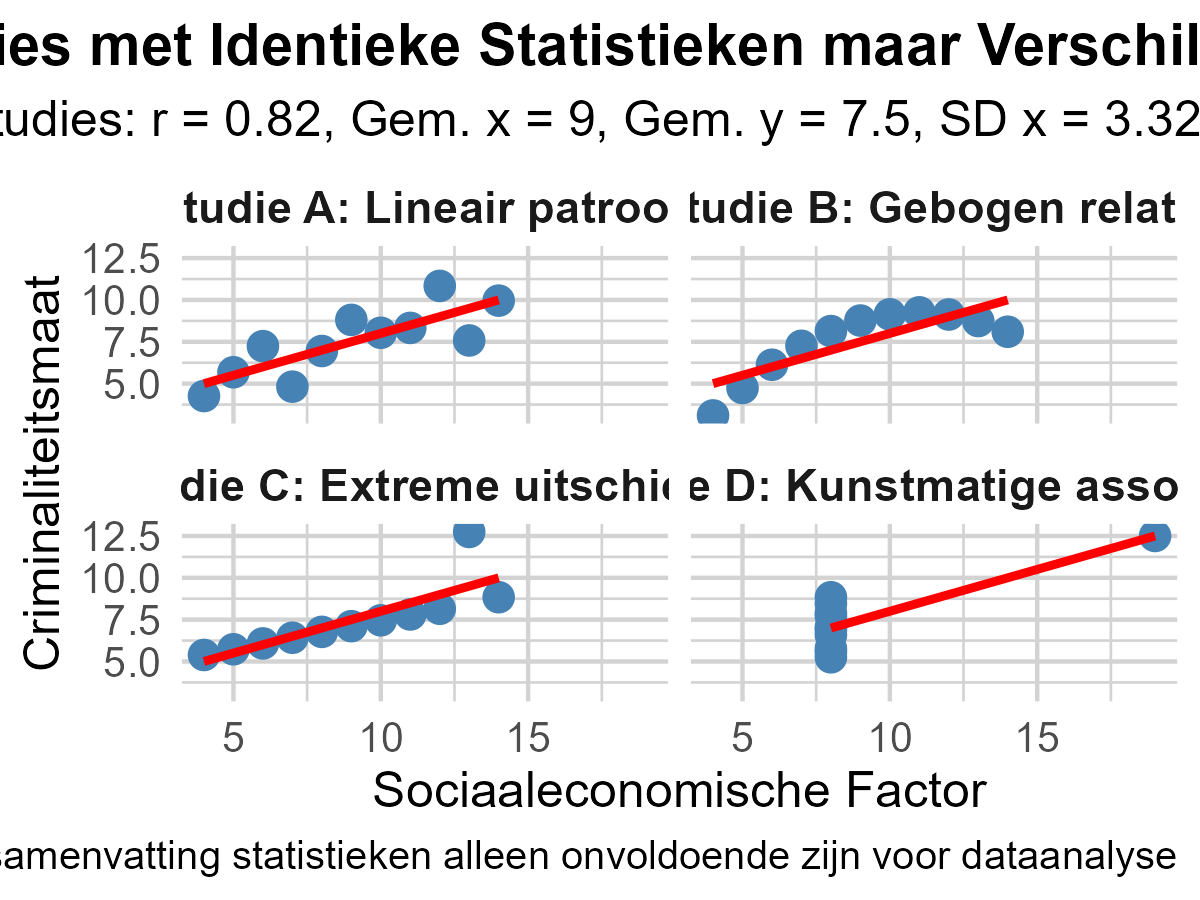 ies met Identieke Statistieken maar Verschil
tudies: r = 0.82, Gem. x = 9, Gem. y = 7.5, SD x = 3.32
tudie A: Lineair patroo
tudie B: Gebogen relat
12.5
10.0
7.5
5.0
Criminaliteitsmaat
die C: Extreme uitschie
e D: Kunstmatige asso
12.5
10.0
7.5
5.0
5 10 15
5 10 15
Sociaaleconomische Factor
samenvatting statistieken alleen onvoldoende zijn voor dataanalyse